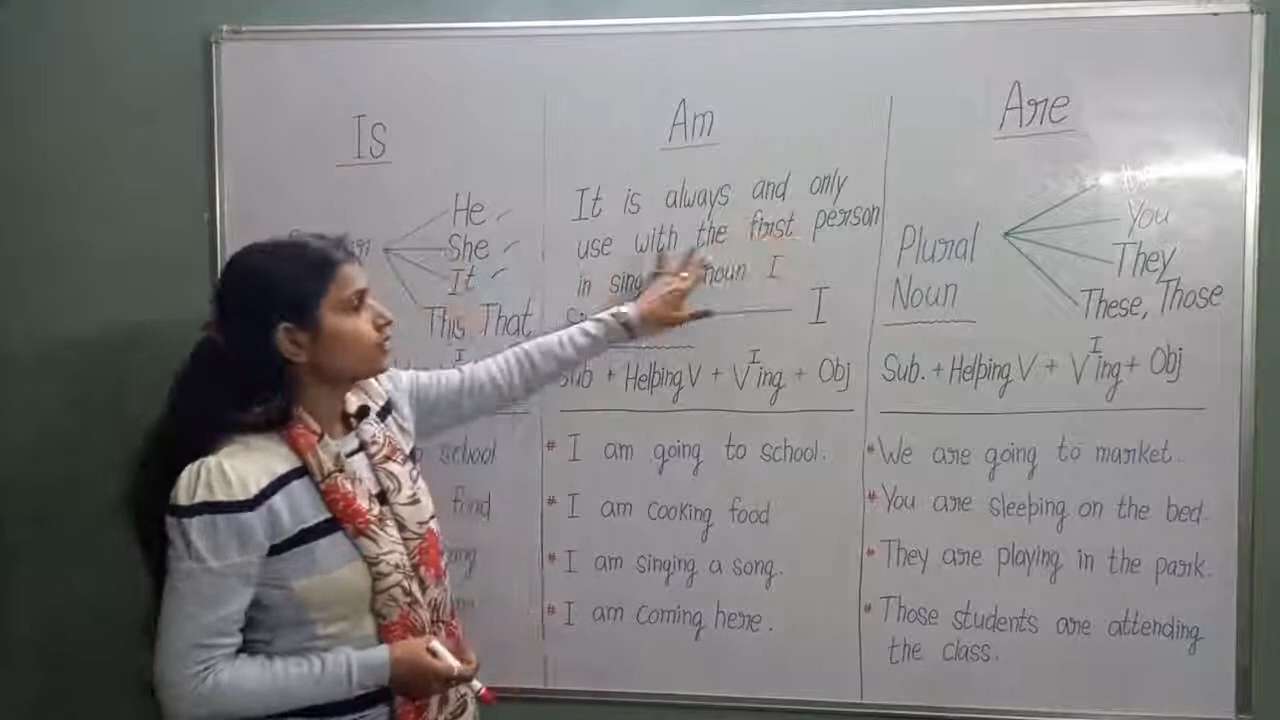 Is
He
She
It
This That
I
school
food
Am
It is always and only
use with the first person
in noun I
I
Sub + Helping V + V I ing + Obj
* I am going to school.
* I am cooking food
* I am singing a song.
* I am coming here.
Are
Plural
Noun
You
They
These, Those
Sub. + Helping V + V I ing + Obj
* We are going to market.
* You are sleeping on the bed.
* They are playing in the park.
* Those students are attending
the class.